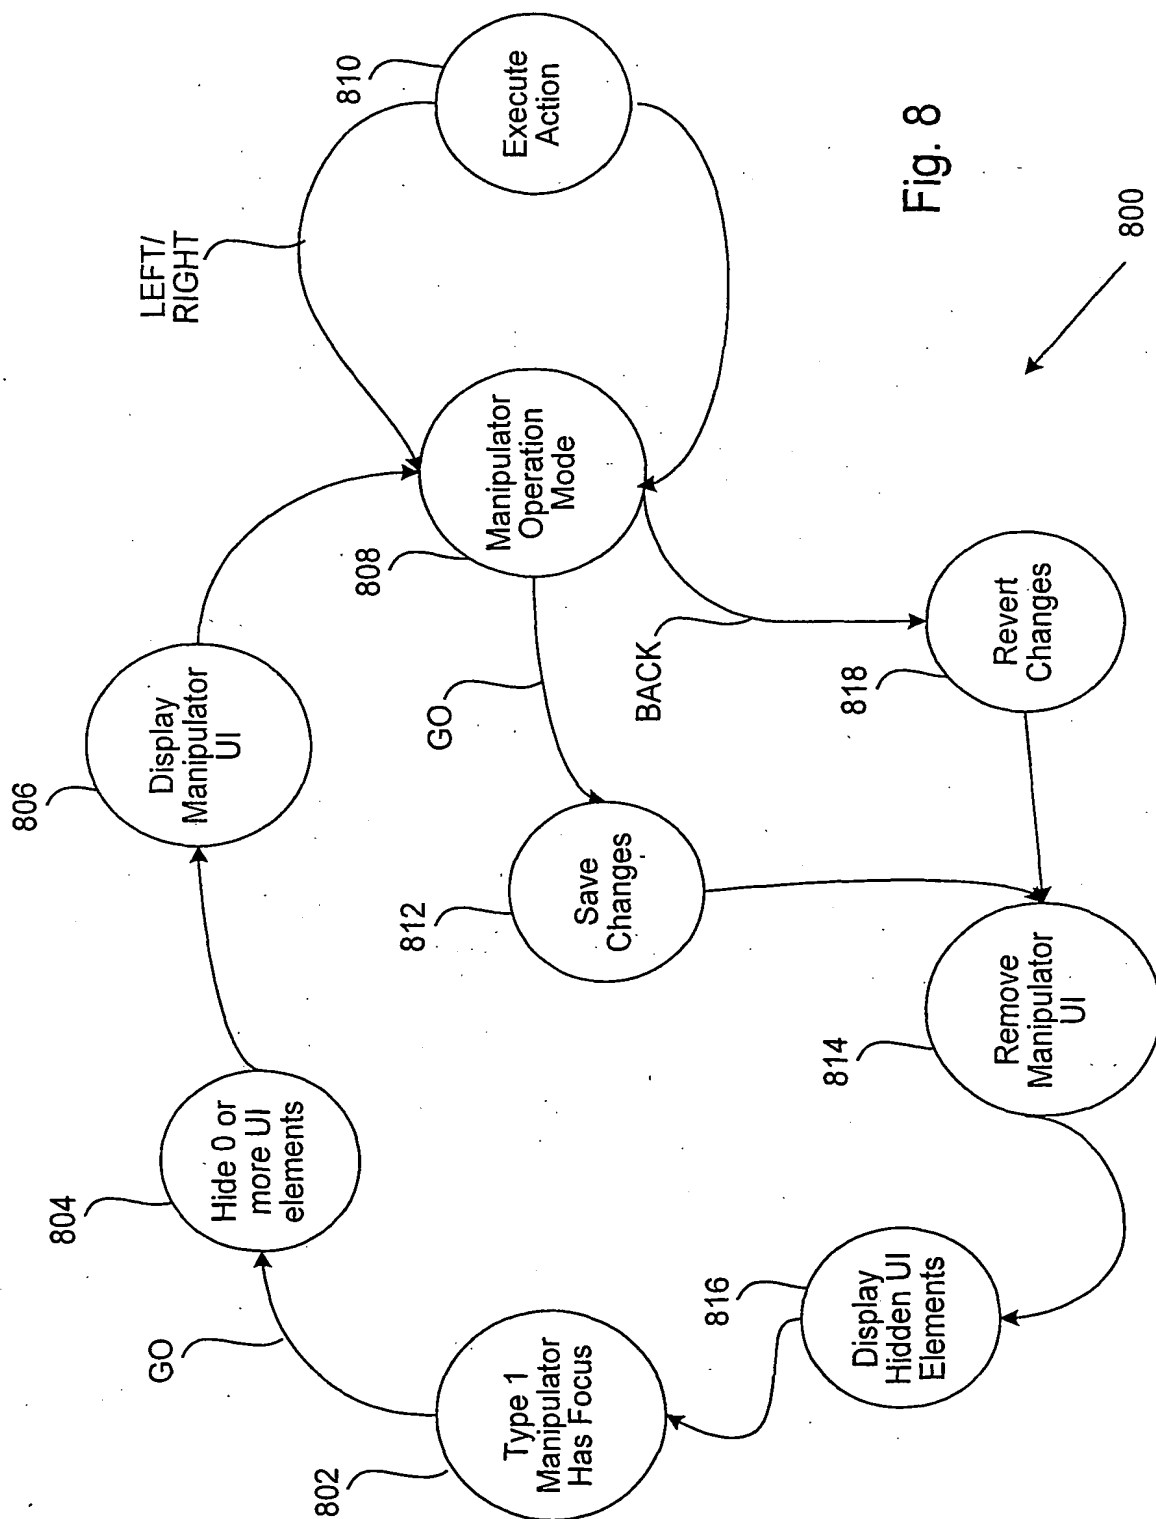 806
Display
Manipulator
UI
LEFT/
RIGHT
810
Execute
Action
804
Hide 0 or
more UI
elements
808
Manipulator
Operation
Mode
GO
GO
812
Save
Changes
BACK
802
Type 1
Manipulator
Has Focus
816
Display
Hidden UI
Elements
814
Remove
Manipulator
UI
818
Revert
Changes
Fig. 8
800